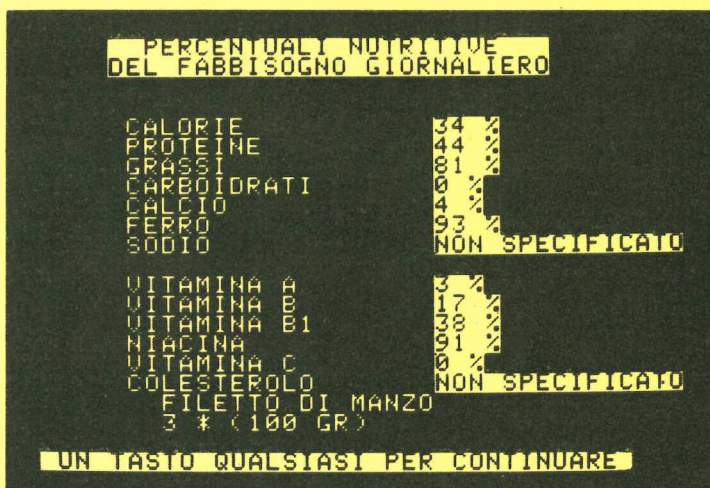 PERCENTUALI NUTRITIVE
DEL FABBISOGNO GIORNALIERO
CALORIE 34 %
PROTEINE 44 %
GRASSI 81 %
CARBOIDRATI 0 %
CALCIO 4 %
FERRO 93 %
SODIO NON SPECIFICATO
VITAMINA A 3 %
VITAMINA B 17 %
VITAMINA B1 38 %
NIACINA 91 %
VITAMINA C 0 %
COLESTEROLO NON SPECIFICATO
FILETTO DI MANZO
3 * (100 GR)
UN TASTO QUALSIASI PER CONTINUARE